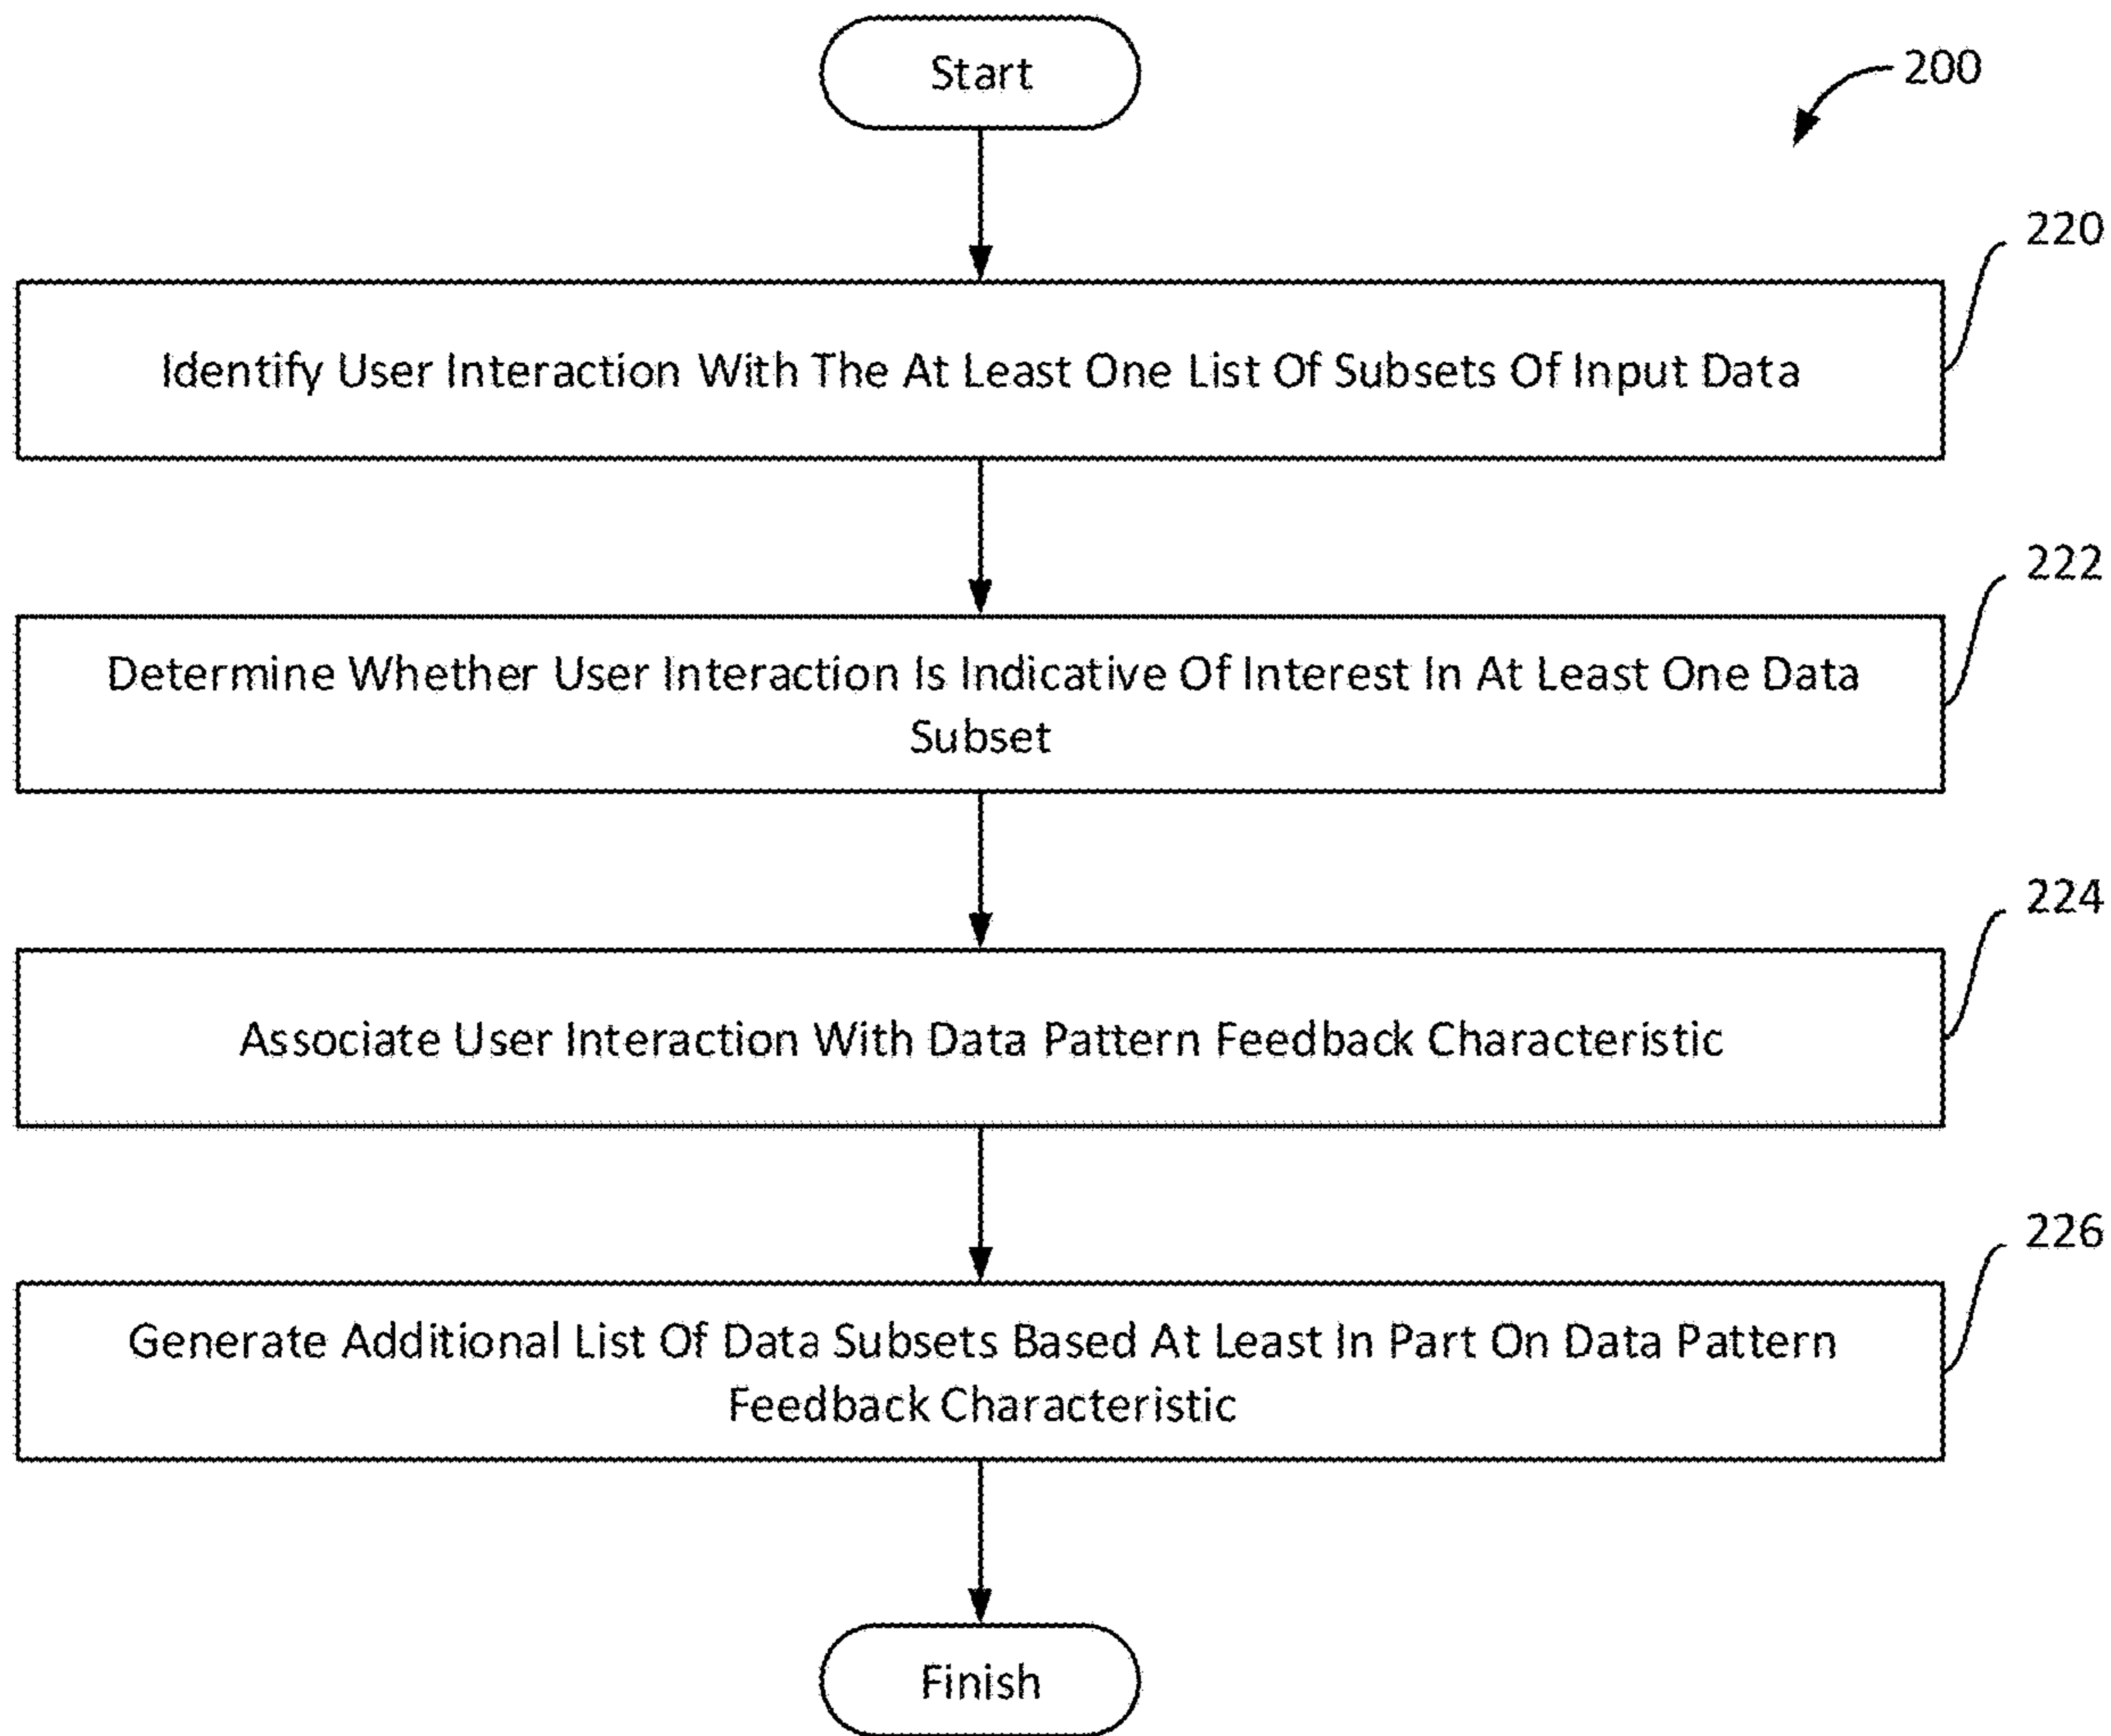 Start
200
220
Identify User Interaction With The At Least One List Of Subsets Of Input Data
222
Determine Whether User Interaction Is Indicative Of Interest In At Least One Data
Subset
224
Associate User Interaction With Data Pattern Feedback Characteristic
226
Generate Additional List Of Data Subsets Based At Least In Part On Data Pattern
Feedback Characteristic
Finish